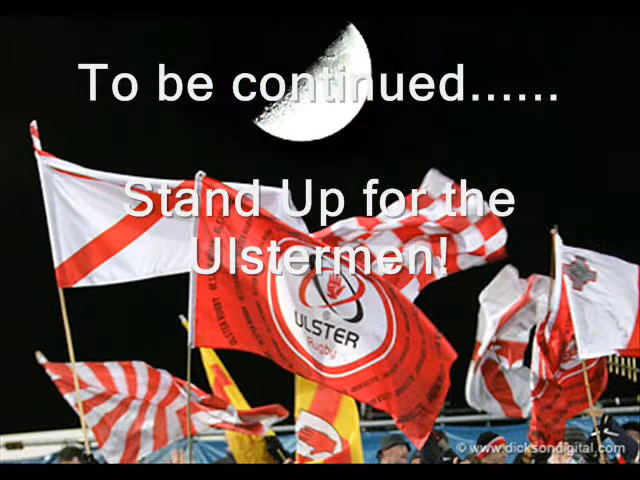 To be continued......
Stand Up for the
Ulstermen!
ULSTER
Rugby
© www.dicksondigital.com